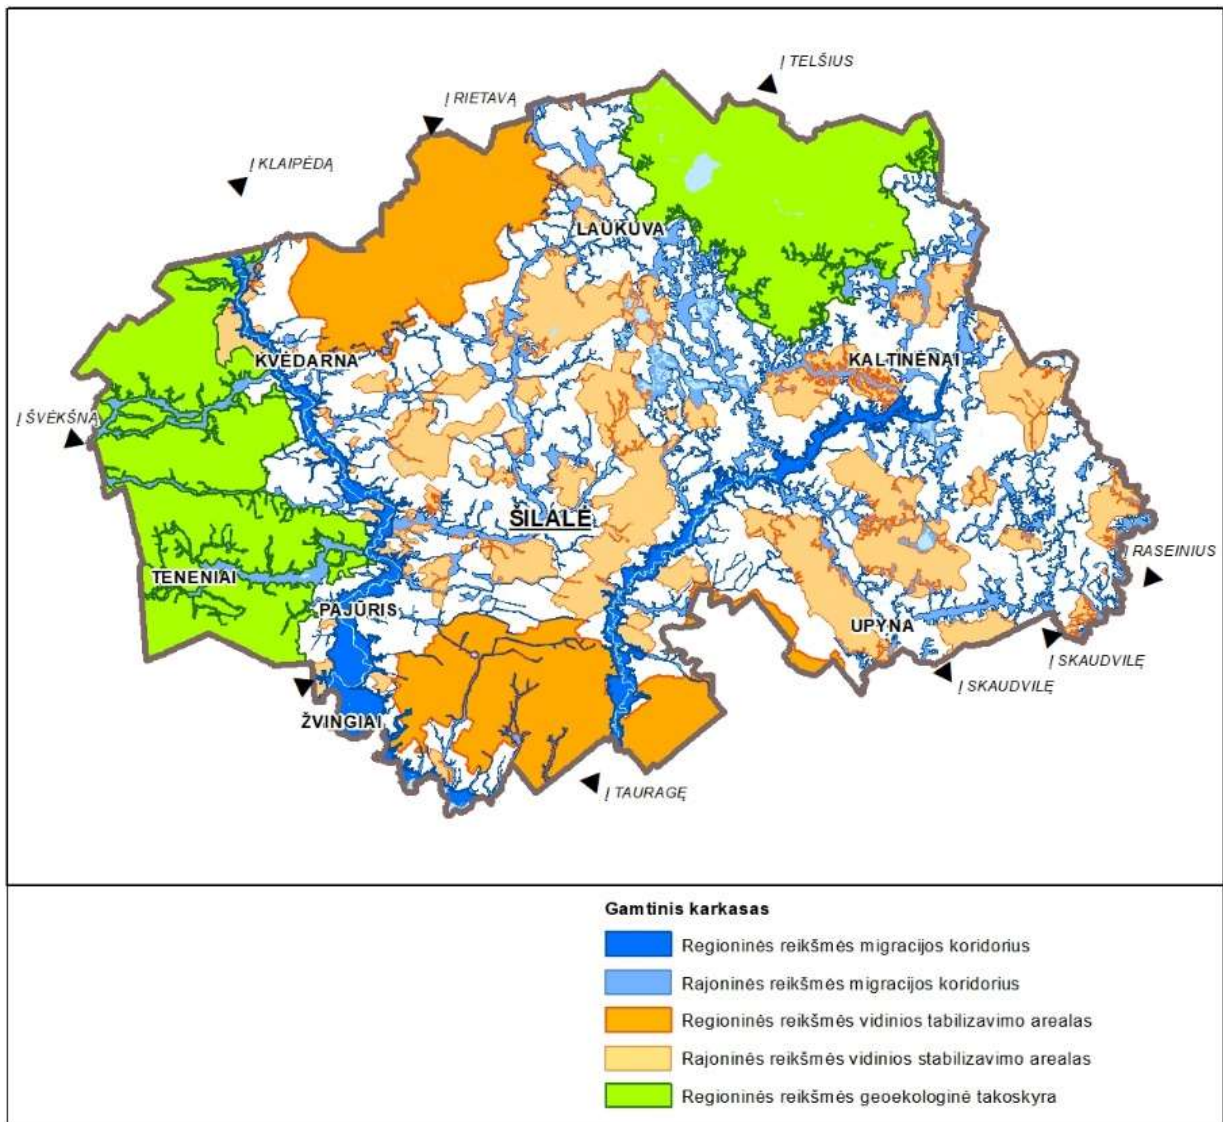 Į TELŠIUS
Į RIETAVĄ
Į KLAIPĖDĄ
LAUKUVA
KVĖDARNA
KALTINĖNAI
Į ŠVĖKŠNĄ
ŠILALĖ
Į RASEINIUS
TENENIAI
PAJŪRIS
UPYNA
Į SKAUDVILĘ
Į SKAUDVILĘ
ŽVINGIAI
Į TAURAGĘ
Gamtinis karkasas
Regioninės reikšmės migracijos koridorius
Rajoninės reikšmės migracijos koridorius
Regioninės reikšmės vidinios tabilizavimo arealas
Rajoninės reikšmės vidinios stabilizavimo arealas
Regioninės reikšmės geoekologinė takoskyra